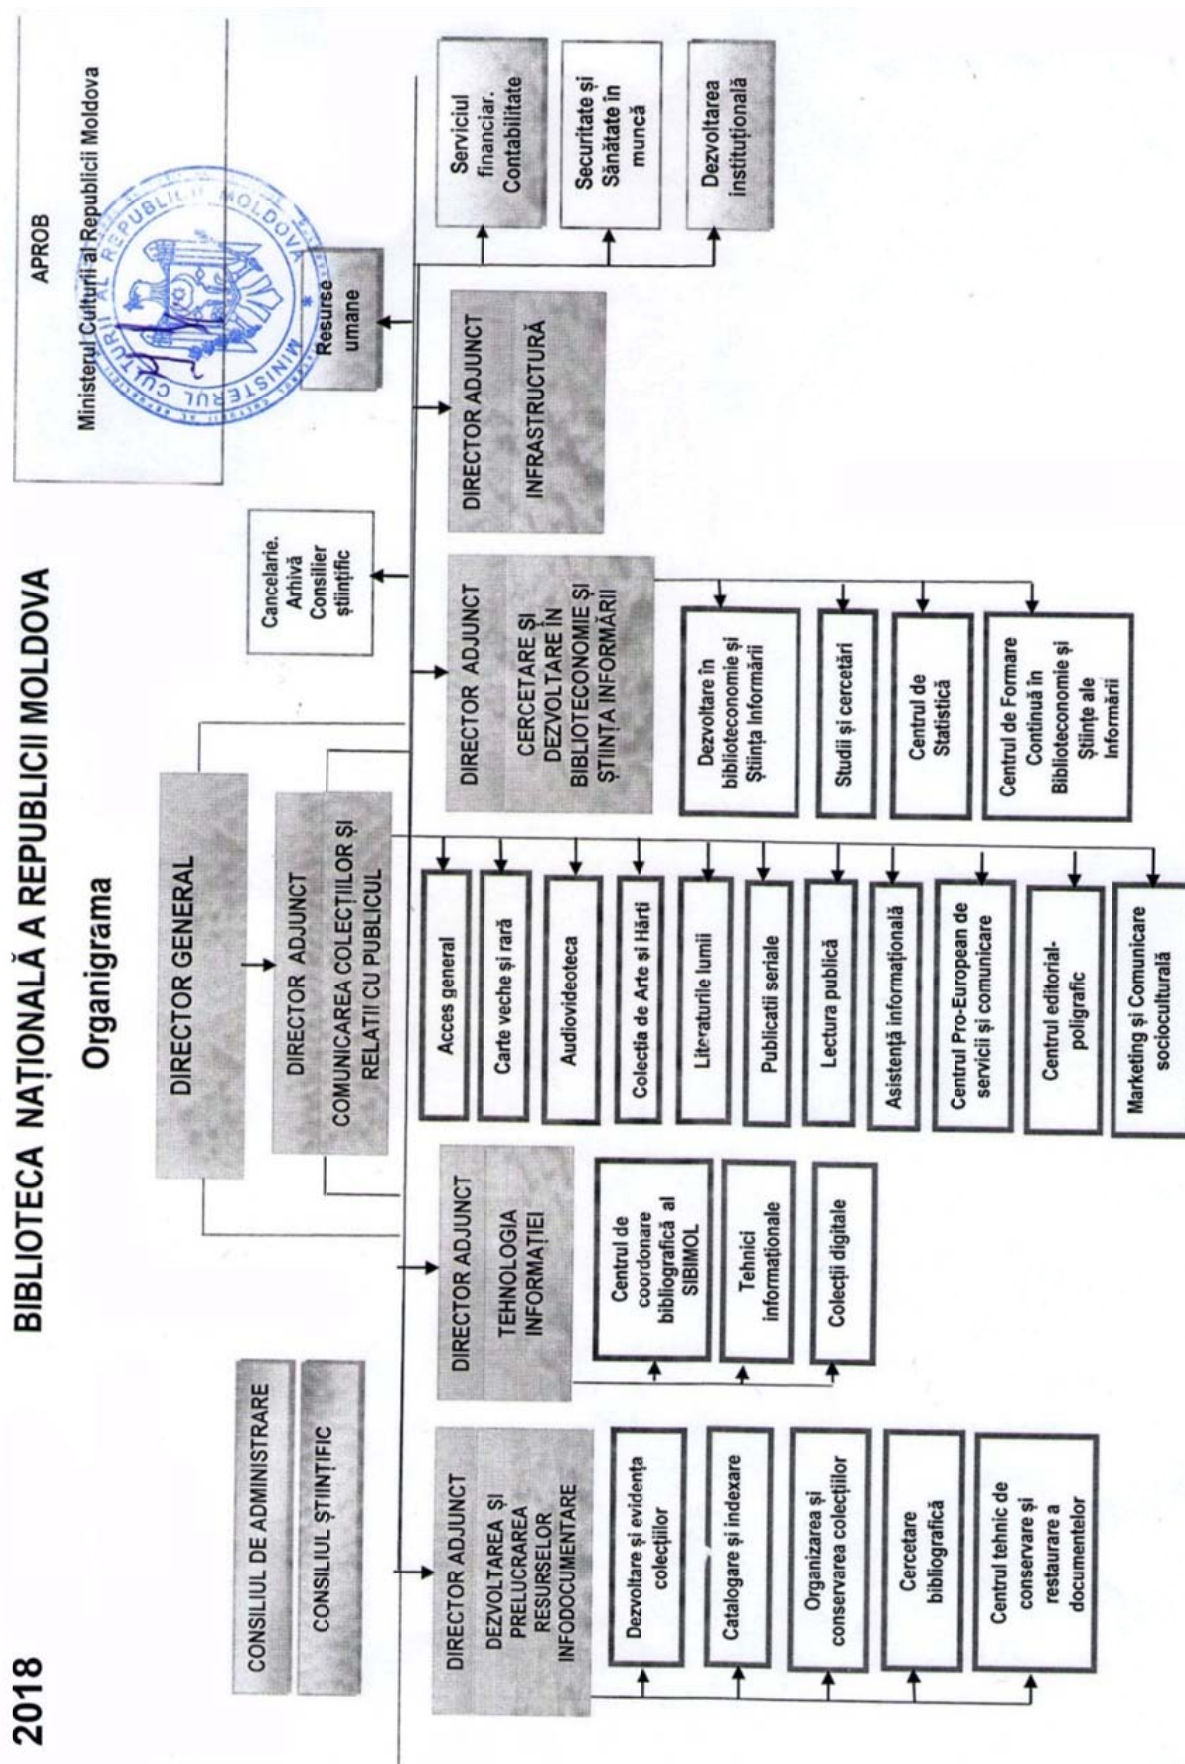 2018
BIBLIOTECA NAȚIONALĂ A REPUBLICII MOLDOVA
Organigrama
APROB
Ministerul Culturii al Republicii Moldova
MINISTERUL CULTURII AL REPUBLICII MOLDOVA
DIRECTOR GENERAL
CONSILIUL DE ADMINISTRARE
CONSILIUL ȘTIINȚIFIC
DIRECTOR ADJUNCT
COMUNICAREA COLECȚIILOR ȘI
RELATII CU PUBLICUL
Cancelarie.
Arhivă
Consilier
științific
Resurse
umane
DIRECTOR ADJUNCT
DEZVOLTAREA ȘI
PRELUCRAREA
RESURSELOR
INFODOCUMENTARE
Dezvoltare și evidența
colecțiilor
Catalogare și indexare
Organizarea și
conservarea colecțiilor
Cercetare
bibliografică
Centrul tehnic de
conservare și
restaurare a
documentelor
DIRECTOR ADJUNCT
TEHNOLOGIA
INFORMAȚIEI
Centrul de
coordonare
bibliografică al
SIBIMOL
Tehnici
informaționale
Colecții digitale
Acces general
Carte veche și rară
Audiovideoteca
Colecția de Arte și Hărți
Literaturile lumii
Publicatii seriale
Lectura publică
Asistență informațională
Centrul Pro-European de
servicii și comunicare
Centrul editorial-
poligrafic
Marketing și Comunicare
socioculturală
DIRECTOR ADJUNCT
CERCETARE ȘI
DEZVOLTARE ÎN
BIBLIOTECONOMIE ȘI
ȘTIINȚA INFORMĂRII
Dezvoltare în
biblioteconomie și
Știința Informării
Studii și cercetări
Centrul de
Statistică
Centrul de Formare
Continuă în
Biblioteconomie și
Științe ale
Informării
DIRECTOR ADJUNCT
INFRASTRUCTURĂ
Serviciul
financiar.
Contabilitate
Securitate și
Sănătate în
muncă
Dezvoltarea
instituțională